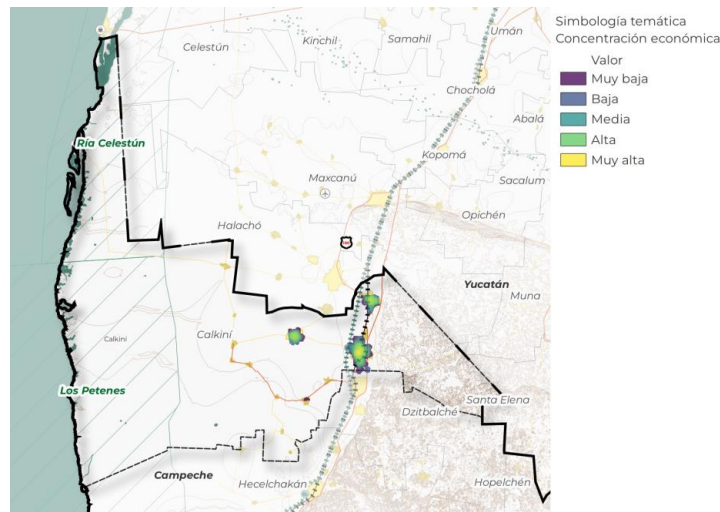 Simbología temática
Concentración económica
Valor
Muy baja
Baja
Media
Alta
Muy alta
Celestún
Kinchil
Samahil
Umán
Chocholá
Abalá
Ría Celestún
Kopomá
Maxcanú
Sacalum
Halachó
Opichén
Yucatán
Muna
Calkiní
Calkiní
Los Petenes
Santa Elena
Dzitbalché
Campeche
Hecelchakán
Hopelchén